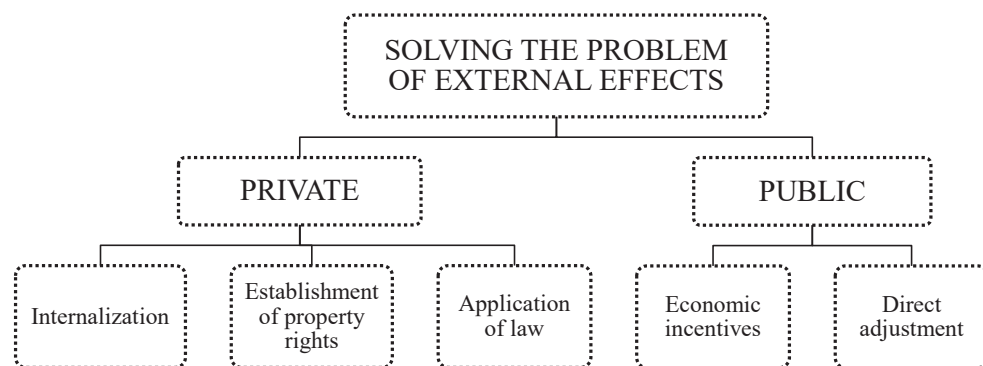 SOLVING THE PROBLEM
OF EXTERNAL EFFECTS
PRIVATE
PUBLIC
Internalization
Establishment
of property
rights
Application
of law
Economic
incentives
Direct
adjustment